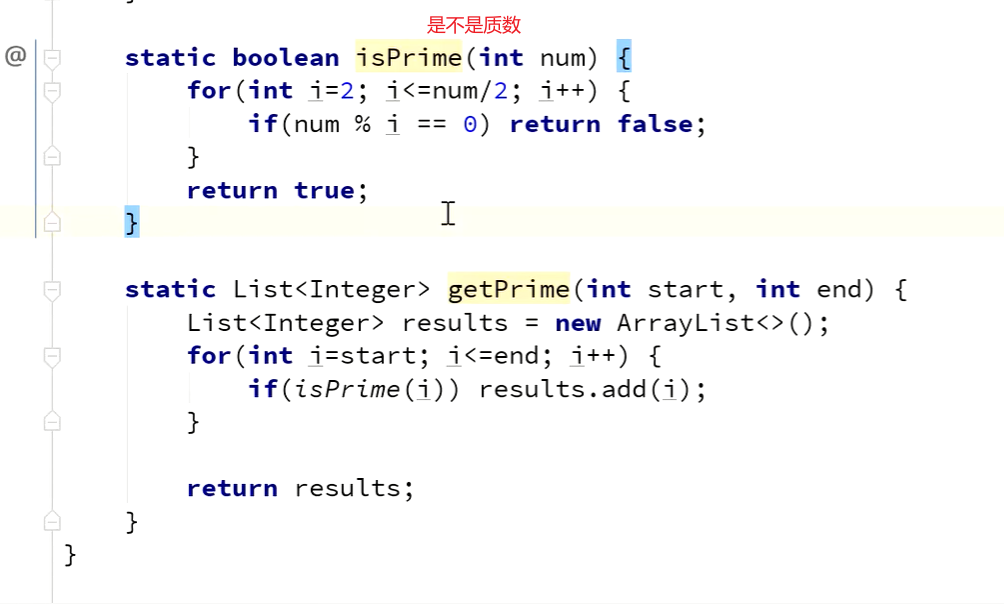 }
是不是质数
@ static boolean isPrime(int num) {
for(int i=2; i<=num/2; i++) {
if(num % i == 0) return false;
}
return true;
}
static List<Integer> getPrime(int start, int end) {
List<Integer> results = new ArrayList<>();
for(int i=start; i<=end; i++) {
if(isPrime(i)) results.add(i);
}
return results;
}
}